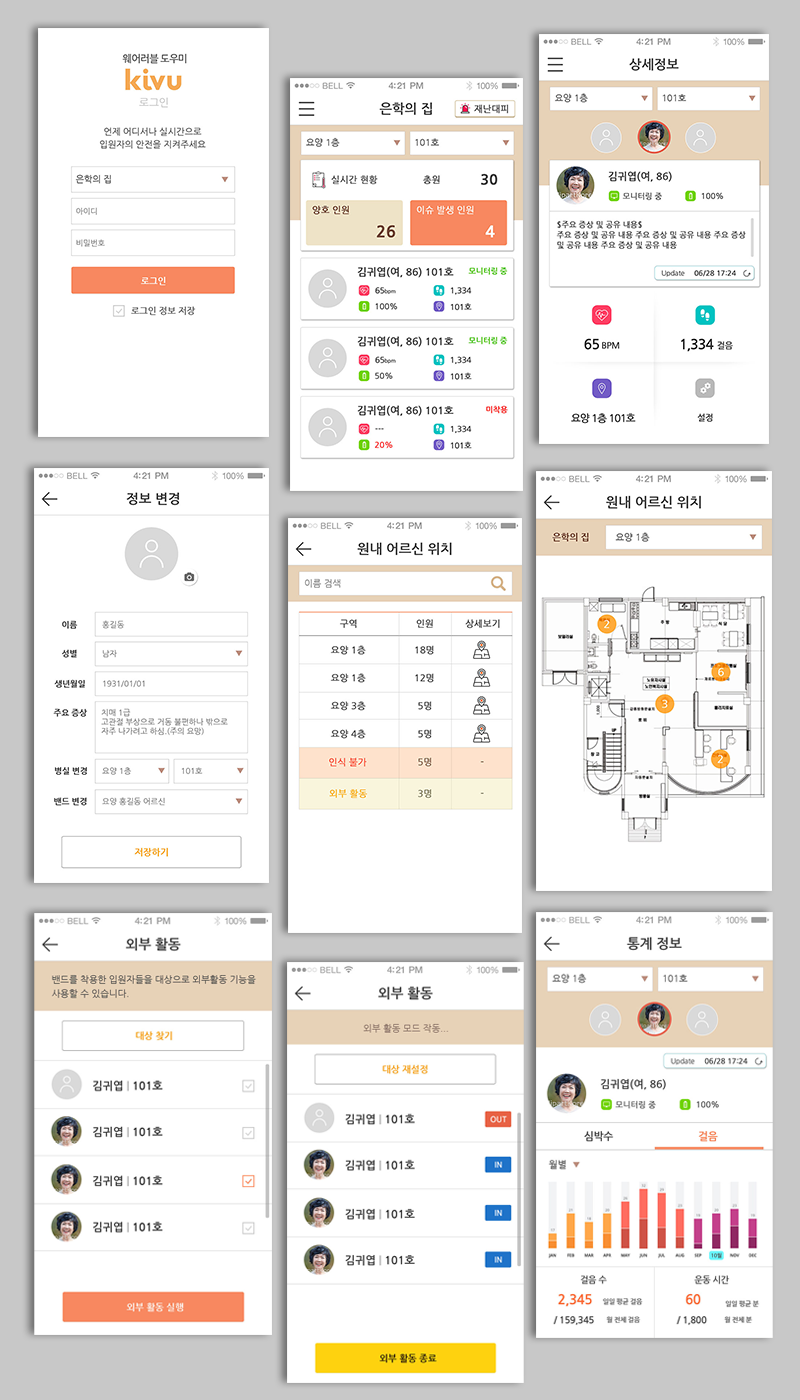 웨어러블 도우미
kivu
로그인
언제 어디서나 실시간으로
입원자의 안전을 지켜주세요
은학의 집
아이디
비밀번호
로그인
로그인 정보 저장
BELL 4:21 PM 100%
은학의 집 재난대피
요양 1층 101호
실시간 현황 총원 30
양호 인원 이슈 발생 인원
26 4
김귀엽(여, 86) 101호 모니터링 중
65bpm 1,334
100% 101호
김귀엽(여, 86) 101호 모니터링 중
65bpm 1,334
50% 101호
김귀엽(여, 86) 101호 미착용
--- 1,334
20% 101호
BELL 4:21 PM 100%
상세정보
요양 1층 101호
김귀엽(여, 86)
모니터링 중 100%
$주요 증상 및 공유 내용$
주요 증상 및 공유 내용 주요 증상 및 공유 내용 주요 증상
및 공유 내용 주요 증상 및 공유 내용
Update 06/28 17:24
65 BPM 1,334 걸음
요양 1층 101호 설정
BELL 4:21 PM 100%
정보 변경
이름 홍길동
성별 남자
생년월일 1931/01/01
주요 증상 치매 1급
고관절 부상으로 거동 불편하나 밖으로
자주 나가려고 하심.(주의 요망)
병실 변경 요양 1층 101호
밴드 변경 요양 홍길동 어르신
저장하기
BELL 4:21 PM 100%
원내 어르신 위치
이름 검색
구역 인원 상세보기
요양 1층 18명
요양 1층 12명
요양 3층 5명
요양 4층 5명
인식 불가 5명 -
외부 활동 3명 -
BELL 4:21 PM 100%
원내 어르신 위치
은학의 집 요양 1층
2
주 방
식 당
6
물리치료실
3
현 관
UP
창 고
2
BELL 4:21 PM 100%
외부 활동
밴드를 착용한 입원자들을 대상으로 외부활동 기능을
사용할 수 있습니다.
대상 찾기
김귀엽 | 101호
김귀엽 | 101호
김귀엽 | 101호
김귀엽 | 101호
외부 활동 실행
BELL 4:21 PM 100%
외부 활동
외부 활동 모드 작동...
대상 재설정
김귀엽 | 101호 OUT
김귀엽 | 101호 IN
김귀엽 | 101호 IN
김귀엽 | 101호 IN
외부 활동 종료
BELL 4:21 PM 100%
통계 정보
요양 1층 101호
Update 06/28 17:24
김귀엽(여, 86)
모니터링 중 100%
심박수 걸음
월별
JAN FEB MAR APR MAY JUN JUL AUG SEP 10월 NOV DEC
걸음 수 운동 시간
2,345 일일 평균 걸음 60 일일 평균 분
/ 159,345 월 전체 걸음 / 1,800 월 전체 분